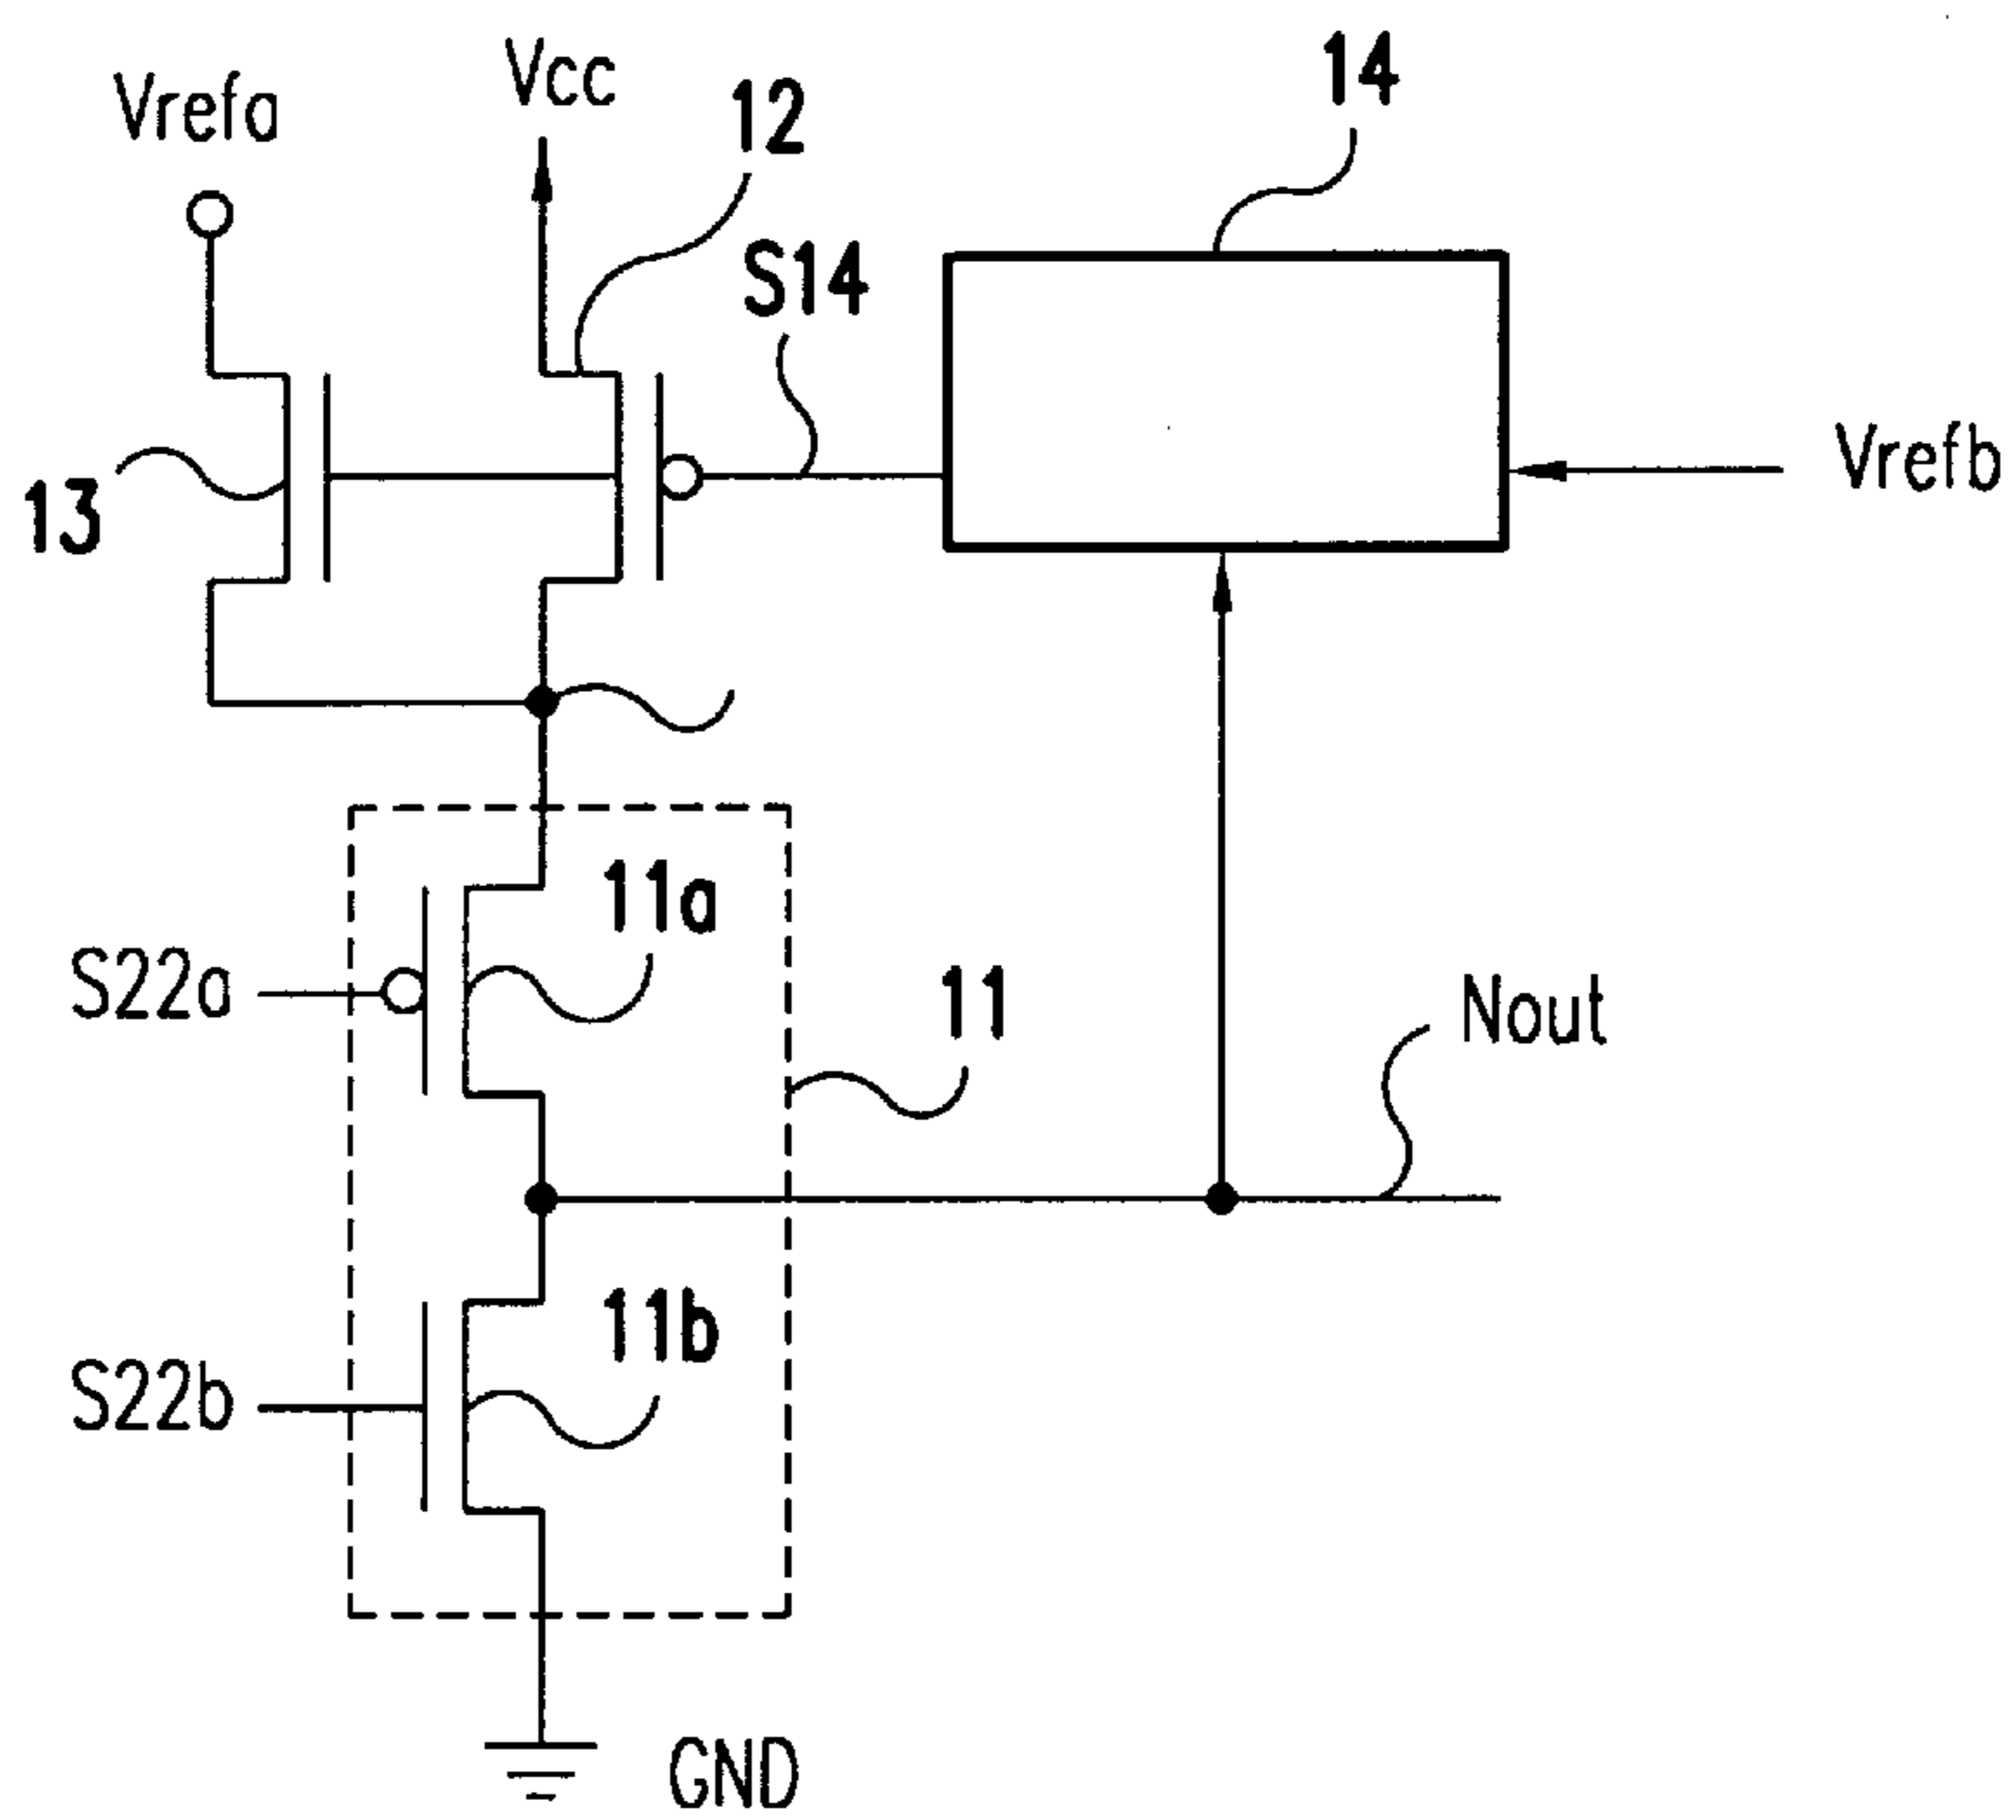 Vrefa
Vcc
12
14
S14
Vrefb
13
11a
S22a
11
Nout
11b
S22b
GND